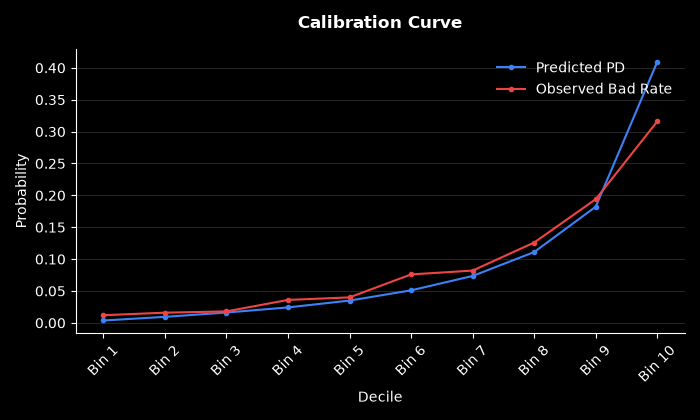 Calibration Curve
Predicted PD
Observed Bad Rate
0.40
0.35
0.30
0.25
0.20
0.15
0.10
0.05
0.00
Probability
Bin 1
Bin 2
Bin 3
Bin 4
Bin 5
Bin 6
Bin 7
Bin 8
Bin 9
Bin 10
Decile